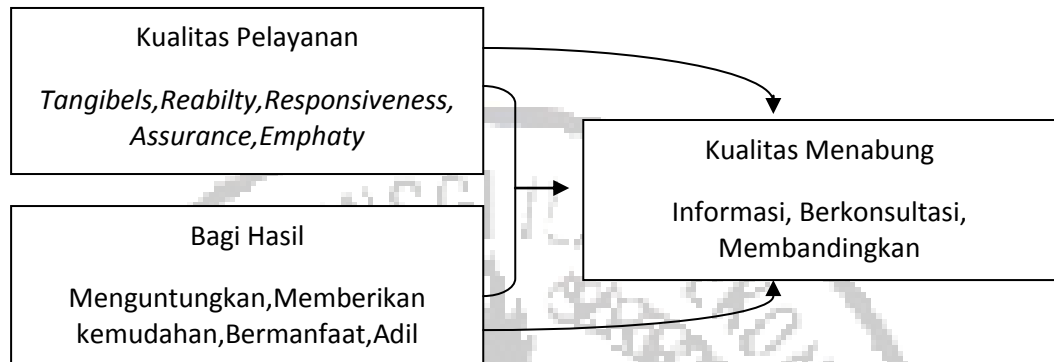 Kualitas Pelayanan
Tangibels,Reabilty,Responsiveness,
Assurance,Emphaty
Kualitas Menabung
Informasi, Berkonsultasi,
Membandingkan
Bagi Hasil
Menguntungkan,Memberikan
kemudahan,Bermanfaat,Adil